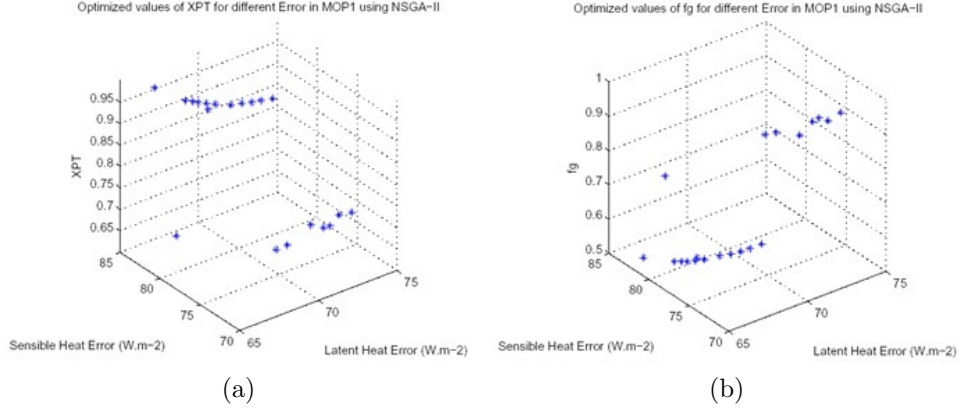 Optimized values of XPT for different Error in MOP1 using NSGA-II
0.95
0.9
0.85
0.8
0.75
0.7
0.65
XPT
85
80
75
70
65
70
75
Sensible Heat Error (W.m-2)
Latent Heat Error (W.m-2)
(a)
Optimized values of fg for different Error in MOP1 using NSGA-II
1
0.9
0.8
0.7
0.6
0.5
fg
85
80
75
70
65
70
75
Sensible Heat Error (W.m-2)
Latent Heat Error (W.m-2)
(b)